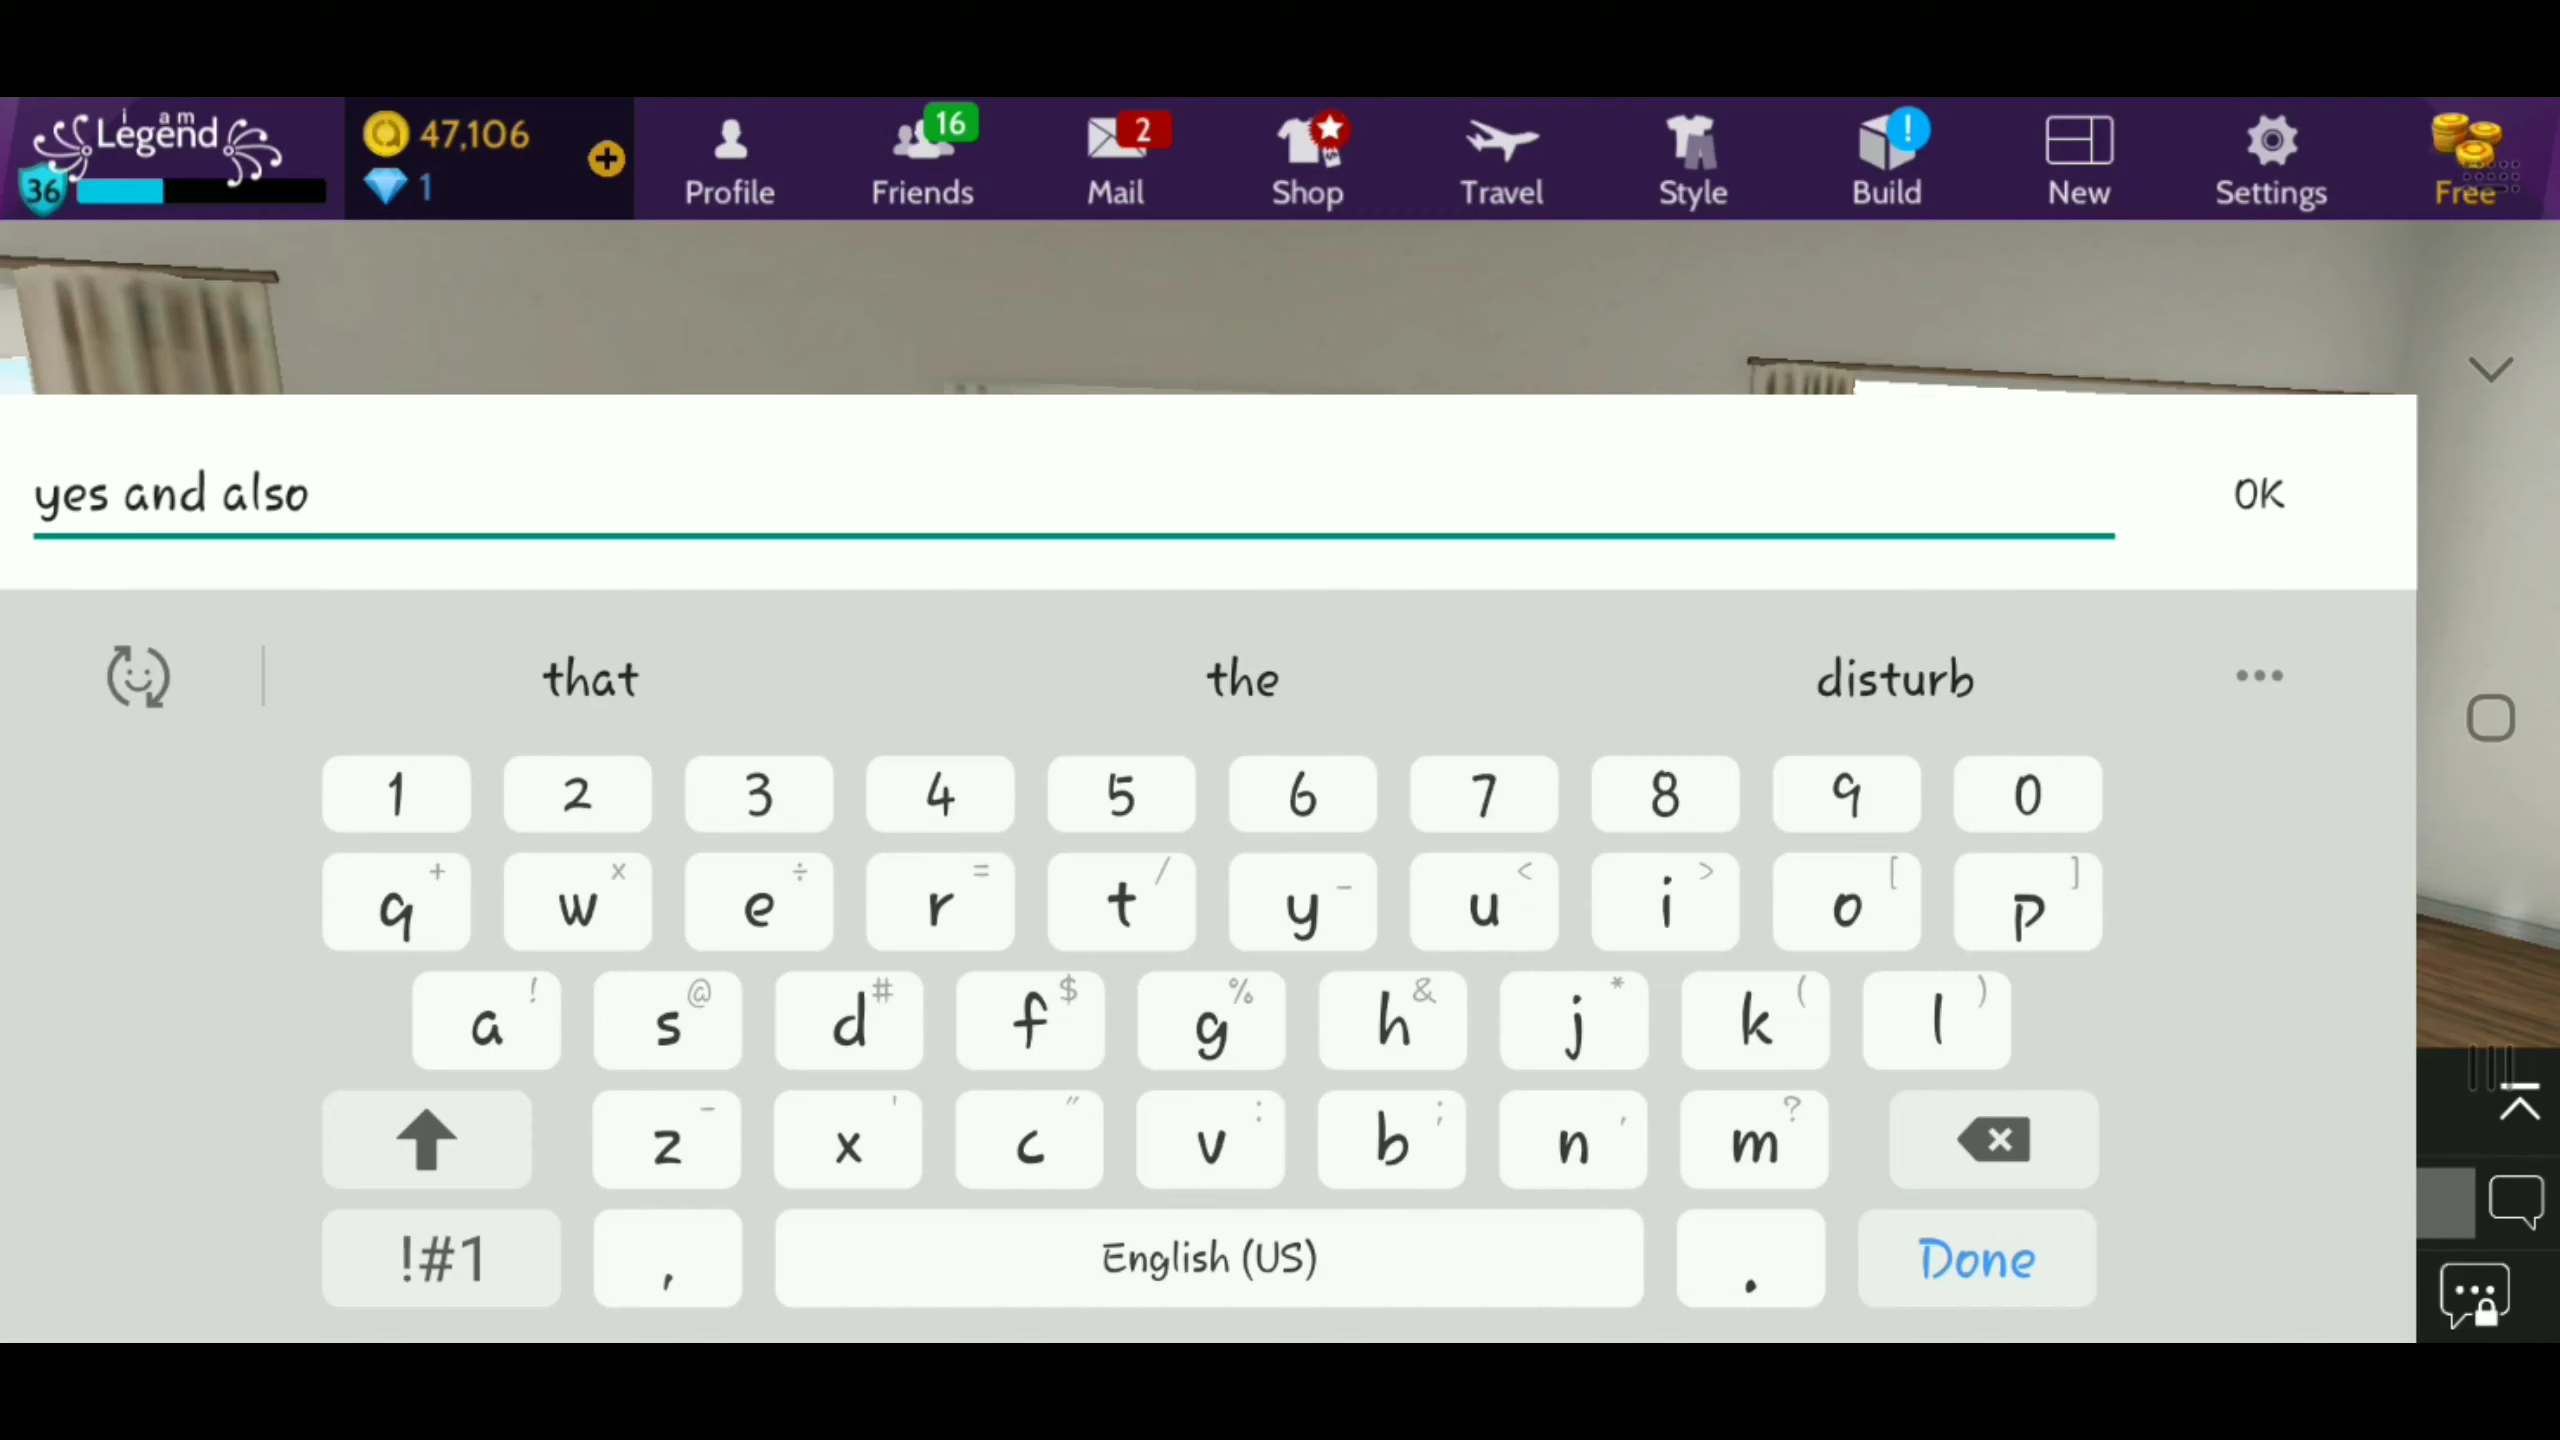 i am
Legend
36
47,106
1
Profile
16
Friends
2
Mail
Shop
Travel
Style
!
Build
New
Settings
Free
yes and also
OK
that the disturb
1 2 3 4 5 6 7 8 9 0
q + w x e ÷ r = t / y - u < i > o [ p ]
a ! s @ d # f $ g % h & j * k ( l )
z - x ' c " v : b ; n , m ?
!#1 , English (US) . Done